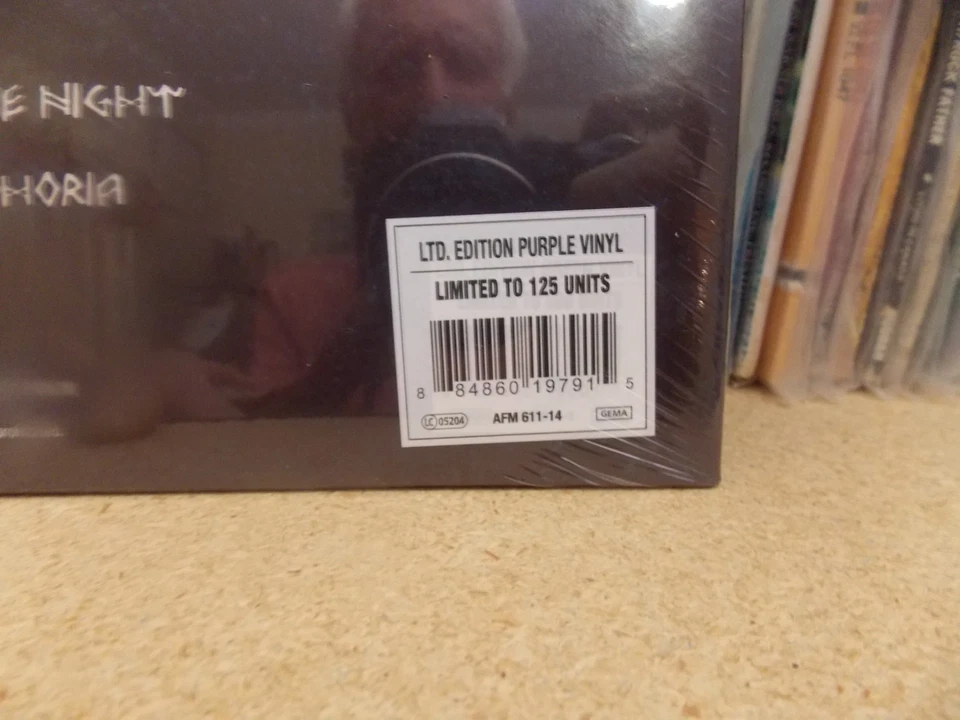 E NIGHT
HORIA
LTD. EDITION PURPLE VINYL
LIMITED TO 125 UNITS
8 84860 19791 5
LC 05204 AFM 611-14 GEMA
FATHER